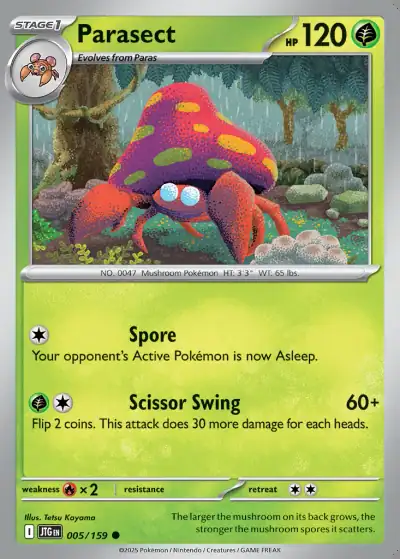 STAGE 1
Parasect
HP 120
Evolves from Paras
NO. 0047 Mushroom Pokémon HT: 3'3" WT: 65 lbs.
Spore
Your opponent's Active Pokémon is now Asleep.
Scissor Swing 60+
Flip 2 coins. This attack does 30 more damage for each heads.
weakness ×2 resistance retreat
Illus. Tetsu Kayama
The larger the mushroom on its back grows, the
stronger the mushroom spores it scatters.
I JTG EN 005/159
©2025 Pokémon / Nintendo / Creatures / GAME FREAK